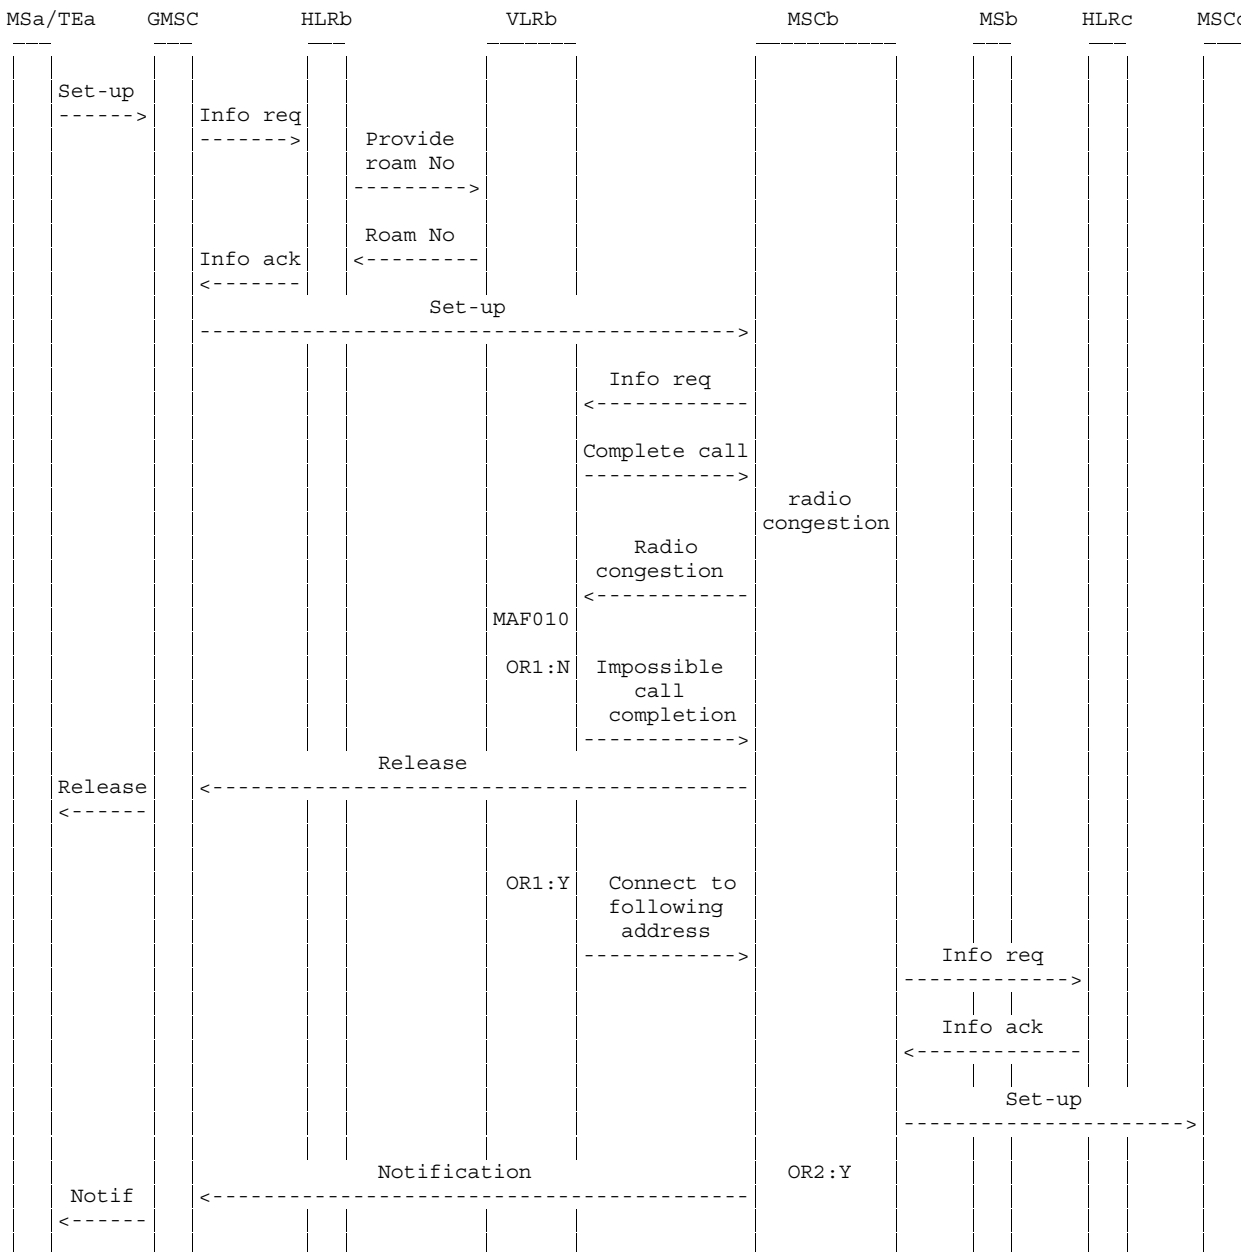 MSa/TEa GMSC HLRb VLRb MSCb MSb HLRc MSCc
Set-up
------> Info req
-------> Provide
roam No
--------->
Roam No
Info ack <---------
<-------
Set-up
------------------------------------------>
Info req
<------------
Complete call
------------>
radio
congestion
Radio
congestion
<------------
MAF010
OR1:N Impossible
call
completion
------------>
Release
Release <------------------------------------------
<------
OR1:Y Connect to
following
address
------------> Info req
------------->
Info ack
<-------------
Set-up
---------------------->
Notification OR2:Y
Notif <------------------------------------------
<------